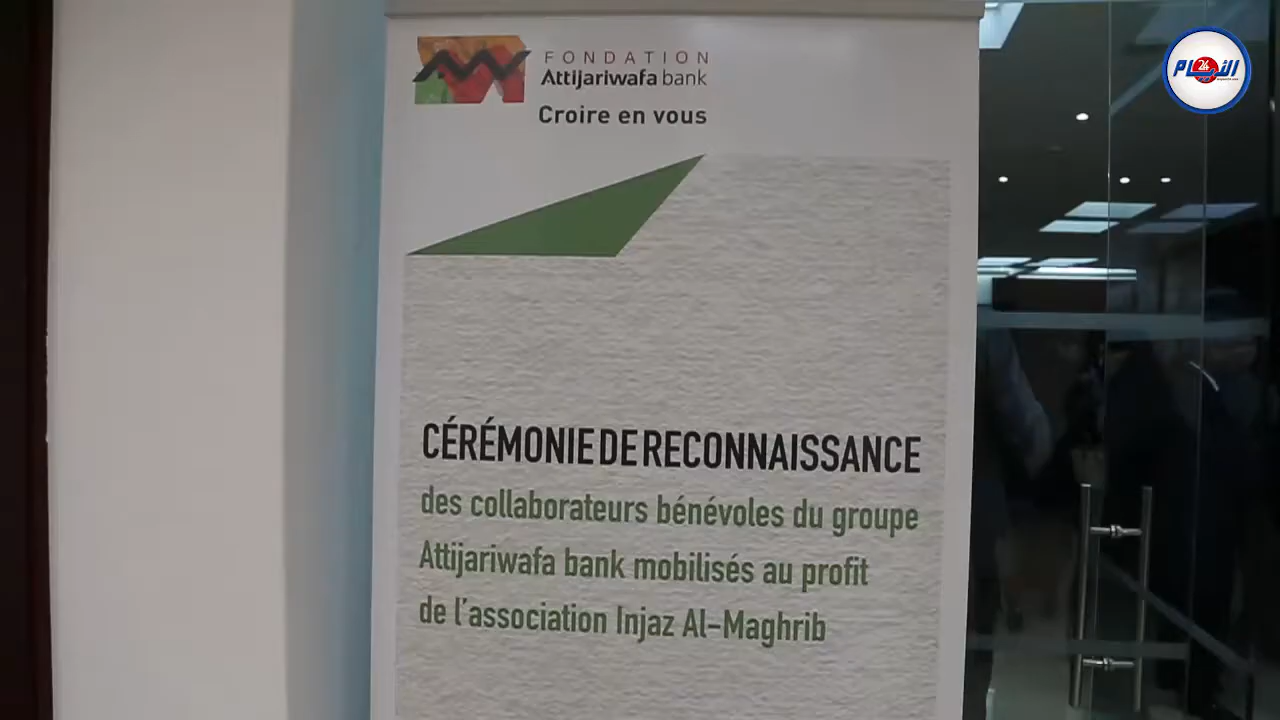 FONDATION
Attijariwafa bank
Croire en vous
CÉRÉMONIE DE RECONNAISSANCE
des collaborateurs bénévoles du groupe
Attijariwafa bank mobilisés au profit
de l'association Injaz Al-Maghrib
24